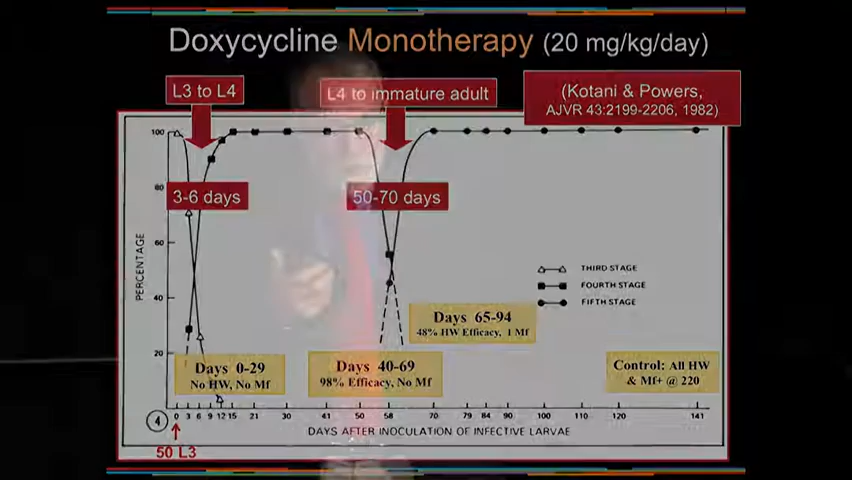 Doxycycline Monotherapy (20 mg/kg/day)
L3 to L4
L4 to immature adult
(Kotani & Powers,
AJVR 43:2199-2206, 1982)
3-6 days
50-70 days
PERCENTAGE
100
80
60
40
20
THIRD STAGE
FOURTH STAGE
FIFTH STAGE
Days 65-94
48% HW Efficacy, 1 Mf
Days 0-29
No HW, No Mf
Days 40-69
98% Efficacy, No Mf
Control: All HW
& Mf+ @ 220
4
0 3 6 9 12 15 21 30 41 50 58 70 79 84 90 100 110 120 141
DAYS AFTER INOCULATION OF INFECTIVE LARVAE
50 L3